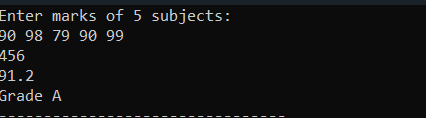 Enter marks of 5 subjects:
90 98 79 90 99
456
91.2
Grade A
--------------------------------